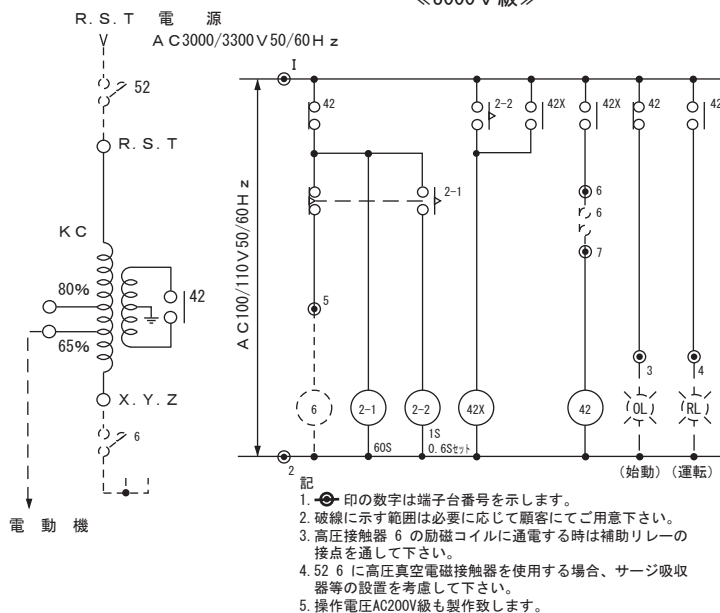 ≪3000V級≫
R.S.T 電 源
AC3000/3300V50/60Hz
52
R.S.T
KC
80%
65%
42
X.Y.Z
6
電 動 機
AC100/110V50/60Hz
1
42
2-2
42X
42X
42
42
2-1
6
6
7
5
3
4
6
2-1
2-2
42X
42
OL
RL
60S
1S
0.6Sセット
2
(始動)
(運転)
記
1. 印の数字は端子台番号を示します。
2. 破線に示す範囲は必要に応じて顧客にてご用意下さい。
3. 高圧接触器 6 の励磁コイルに通電する時は補助リレーの
接点を通して下さい。
4. 52 6 に高圧真空電磁接触器を使用する場合、サージ吸収
器等の設置を考慮して下さい。
5. 操作電圧AC200V級も製作致します。